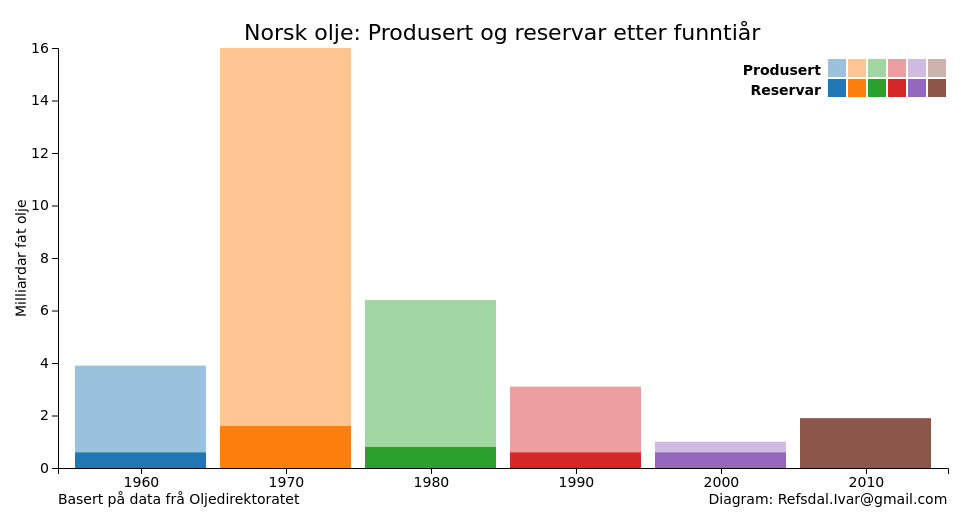 Norsk olje: Produsert og reservar etter funntiår
Produsert
Reservar
Milliardar fat olje
16
14
12
10
8
6
4
2
0
1960 1970 1980 1990 2000 2010
Basert på data frå Oljedirektoratet
Diagram: Refsdal.Ivar@gmail.com